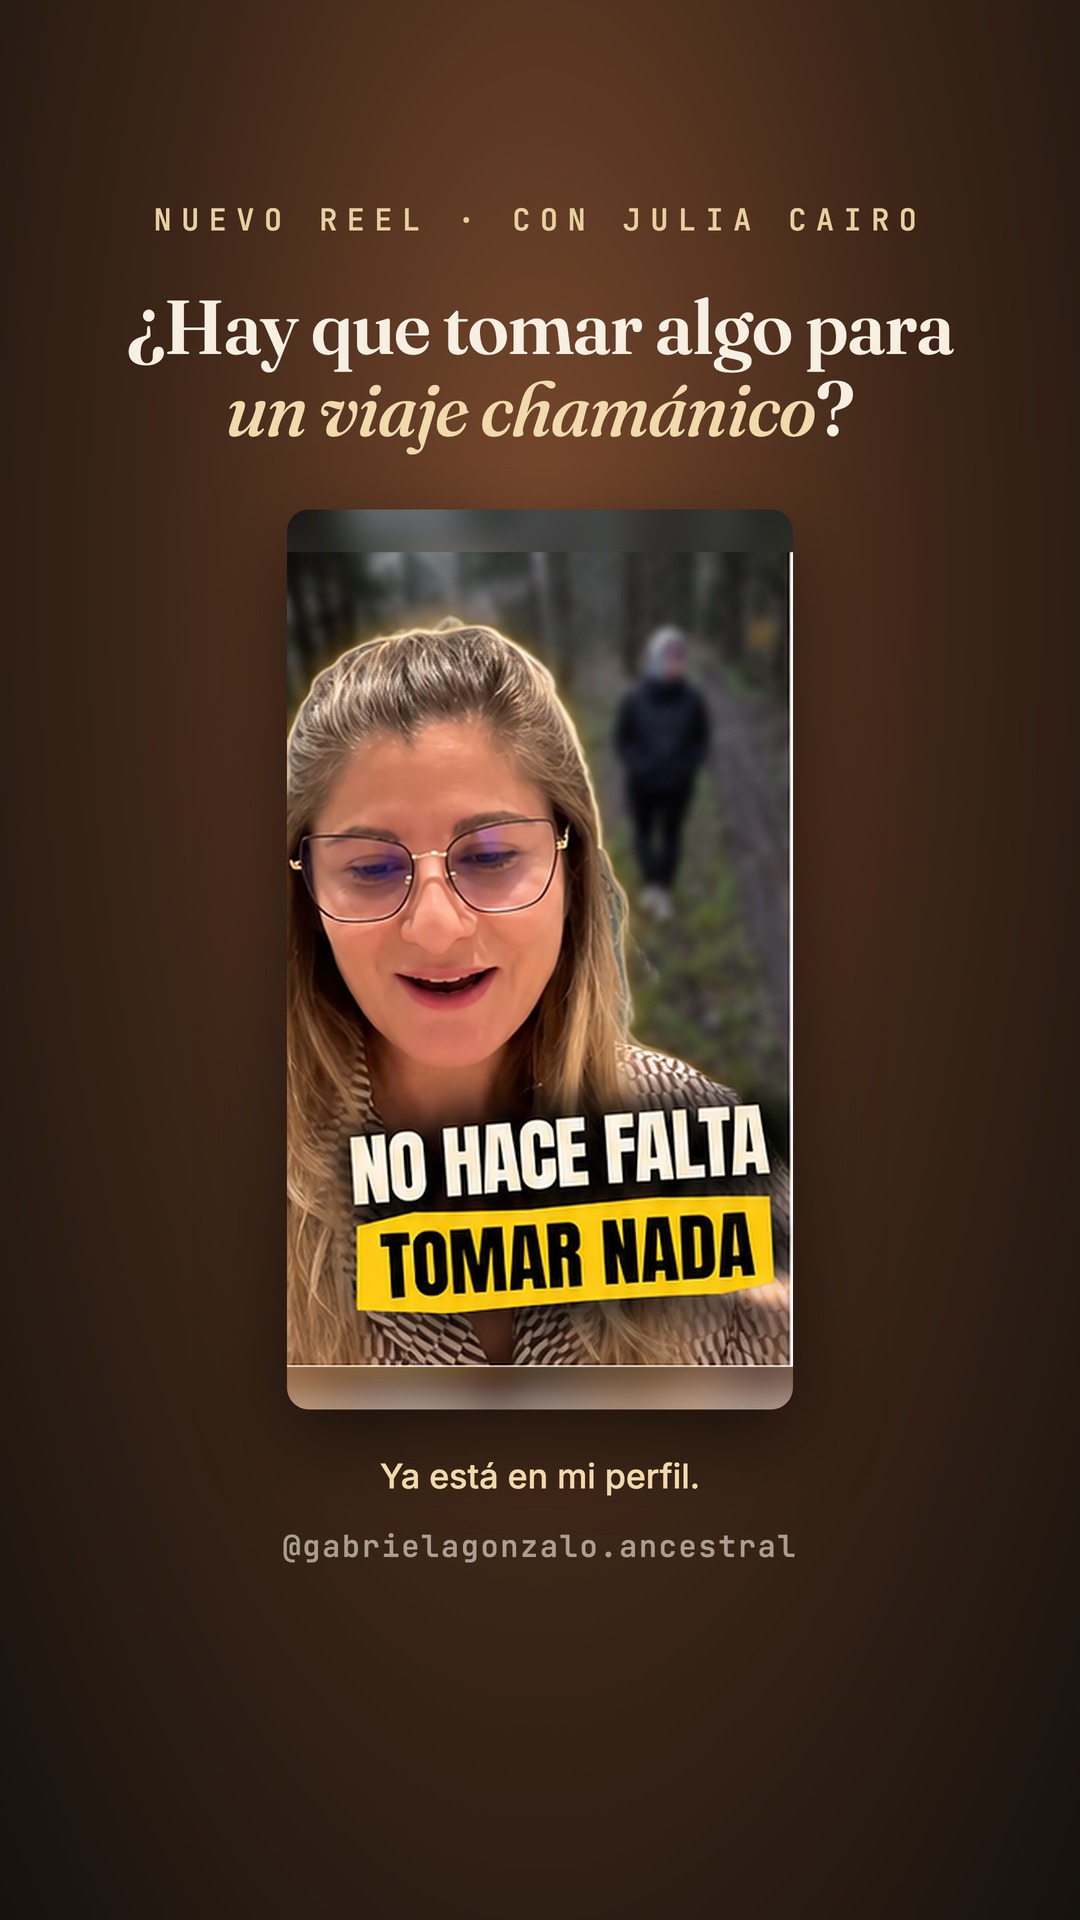 NUEVO REEL · CON JULIA CAIRO
¿Hay que tomar algo para
un viaje chamánico?
NO HACE FALTA
TOMAR NADA
Ya está en mi perfil.
@gabrielagonzalo.ancestral